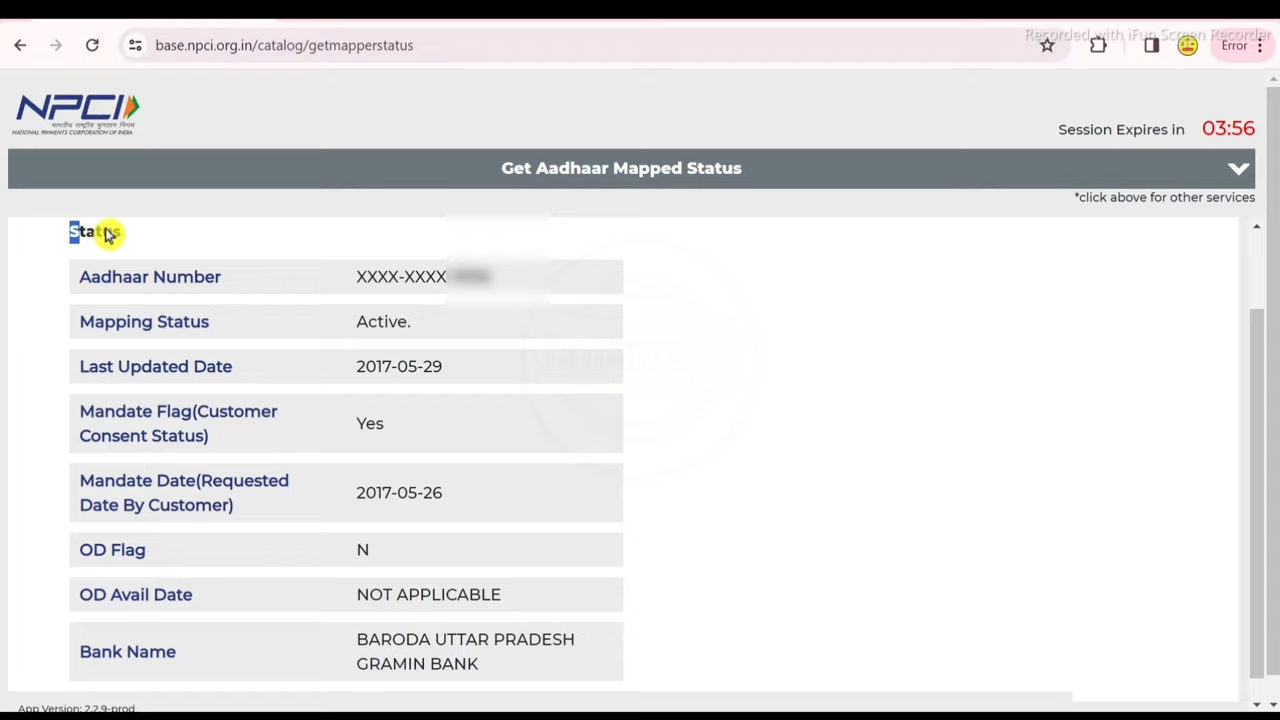 base.npci.org.in/catalog/getmapperstatus
Recorded with iFun Screen Recorder
Error
NPCI
भारतीय राष्ट्रीय भुगतान निगम
NATIONAL PAYMENTS CORPORATION OF INDIA
Session Expires in 03:56
Get Aadhaar Mapped Status
*click above for other services
Status
Aadhaar Number XXXX-XXXX
Mapping Status Active.
Last Updated Date 2017-05-29
Mandate Flag(Customer
Consent Status) Yes
Mandate Date(Requested
Date By Customer) 2017-05-26
OD Flag N
OD Avail Date NOT APPLICABLE
Bank Name BARODA UTTAR PRADESH
GRAMIN BANK
App Version: 2.2.9-prod